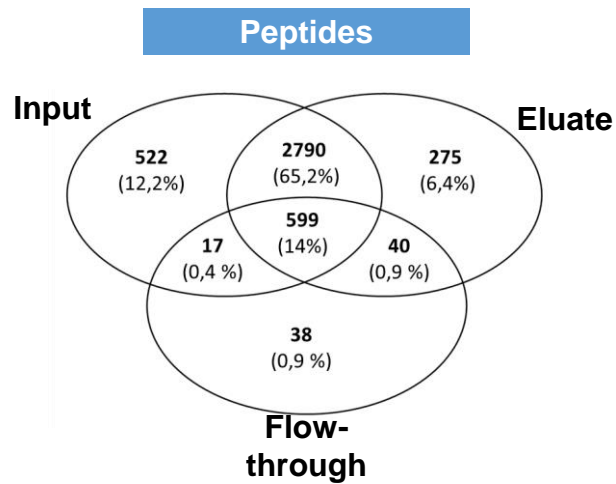 Peptides
Input
Eluate
522
(12,2%)
2790
(65,2%)
275
(6,4%)
599
(14%)
17
(0,4 %)
40
(0,9 %)
38
(0,9 %)
Flow-
through